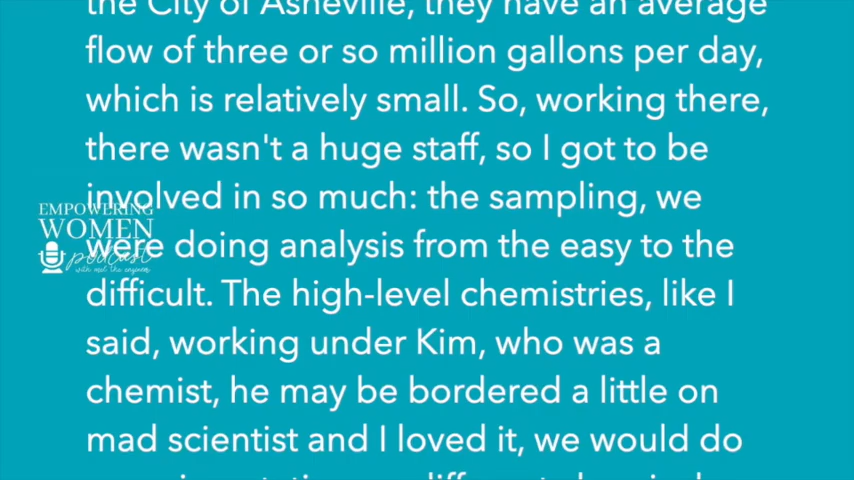 the City of Asheville, they have an average
flow of three or so million gallons per day,
which is relatively small. So, working there,
there wasn't a huge staff, so I got to be
involved in so much: the sampling, we
were doing analysis from the easy to the
difficult. The high-level chemistries, like I
said, working under Kim, who was a
chemist, he may be bordered a little on
mad scientist and I loved it, we would do
EMPOWERING
WOMEN
podcast
with mel the engineer